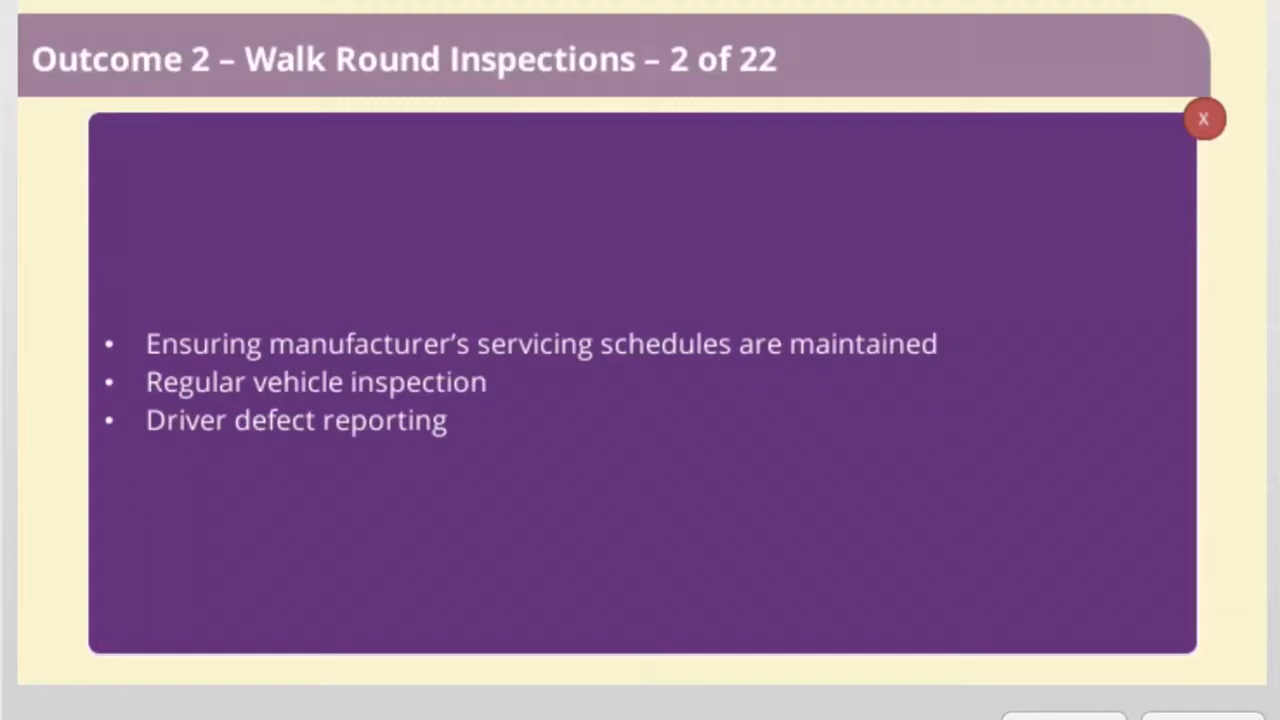 Outcome 2 – Walk Round Inspections – 2 of 22
X
• Ensuring manufacturer’s servicing schedules are maintained
• Regular vehicle inspection
• Driver defect reporting